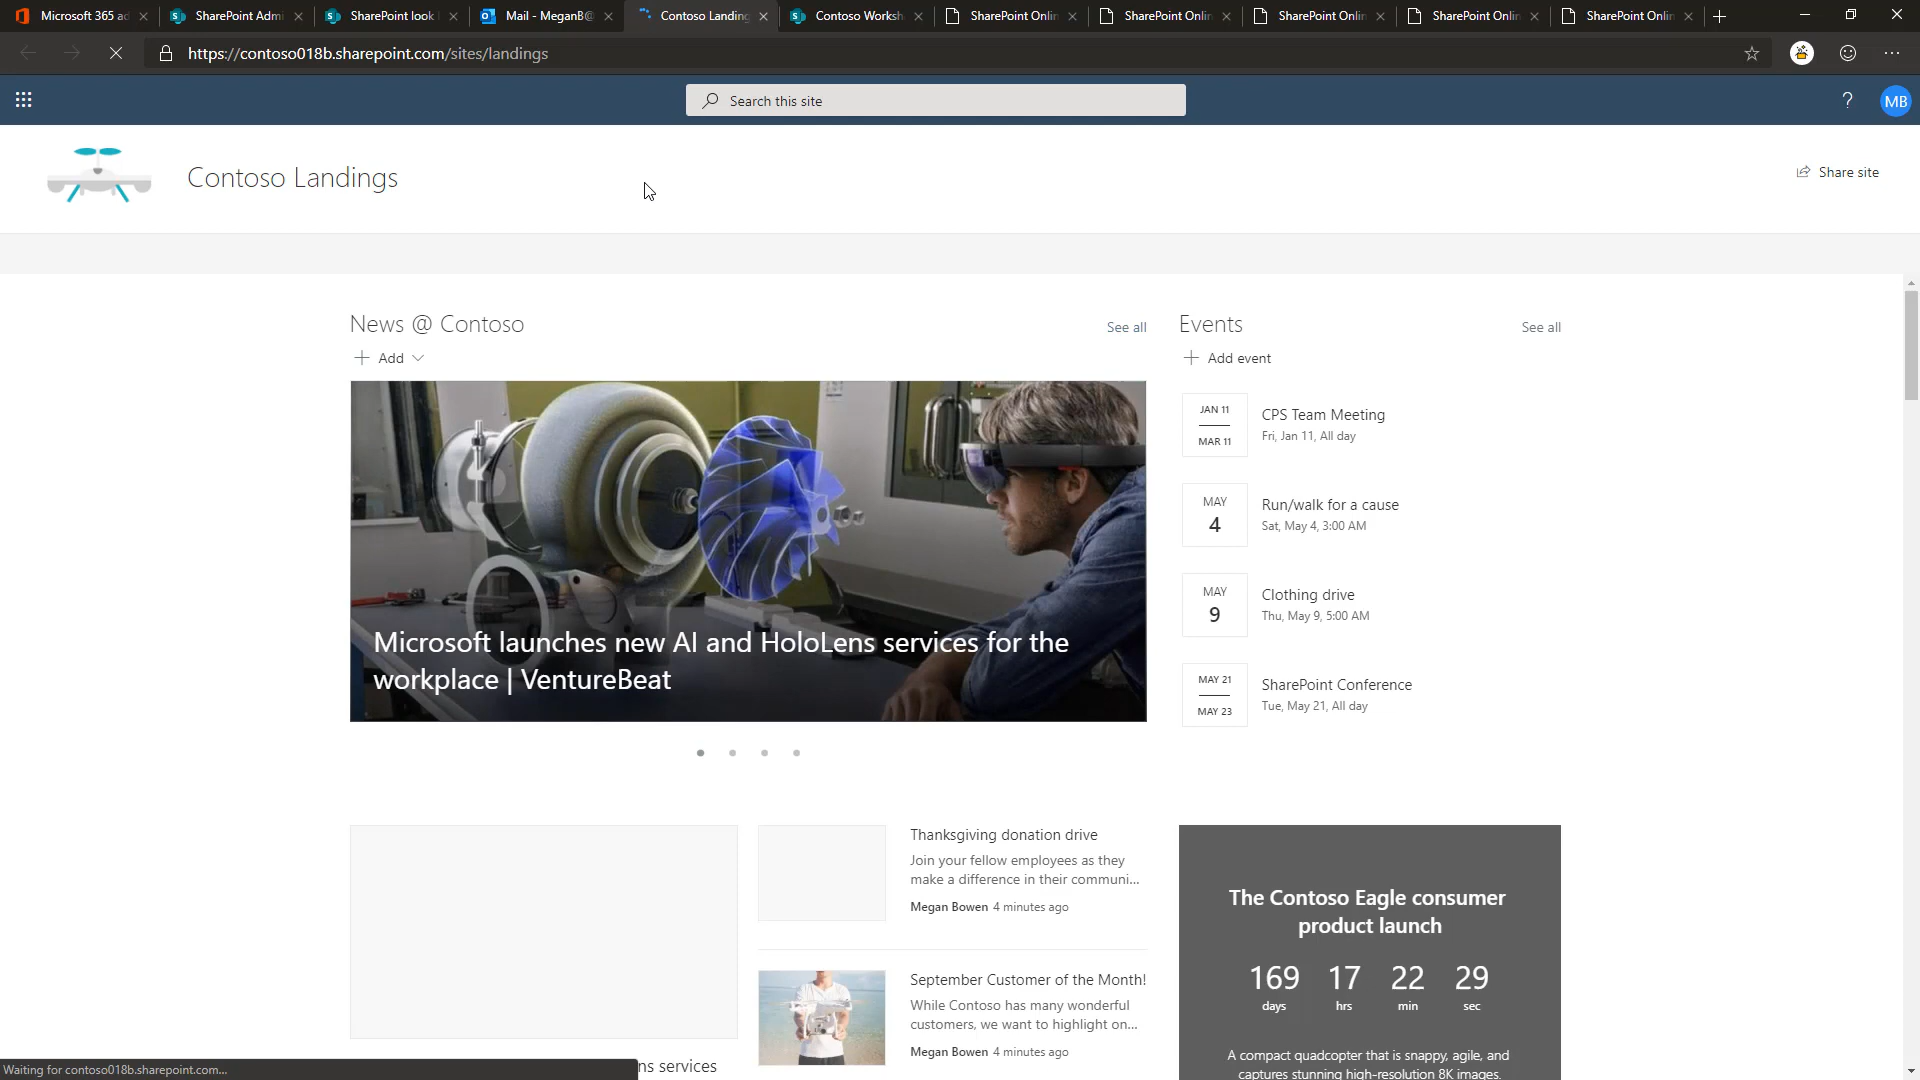 Microsoft 365 ad
SharePoint Admi
SharePoint look
Mail - MeganB@
Contoso Landing
Contoso Worksh
SharePoint Onlin
SharePoint Onlin
SharePoint Onlin
SharePoint Onlin
SharePoint Onlin
https://contoso018b.sharepoint.com/sites/landings
Search this site
?
MB
Contoso Landings
Share site
News @ Contoso
See all
Add
Microsoft launches new AI and HoloLens services for the
workplace | VentureBeat
Events
See all
Add event
JAN 11
MAR 11
CPS Team Meeting
Fri, Jan 11, All day
MAY
4
Run/walk for a cause
Sat, May 4, 3:00 AM
MAY
9
Clothing drive
Thu, May 9, 5:00 AM
MAY 21
MAY 23
SharePoint Conference
Tue, May 21, All day
Thanksgiving donation drive
Join your fellow employees as they
make a difference in their communi...
Megan Bowen 4 minutes ago
September Customer of the Month!
While Contoso has many wonderful
customers, we want to highlight on...
Megan Bowen 4 minutes ago
The Contoso Eagle consumer
product launch
169 17 22 29
days hrs min sec
A compact quadcopter that is snappy, agile, and
captures stunning high-resolution 8K images.
ns services
Waiting for contoso018b.sharepoint.com...